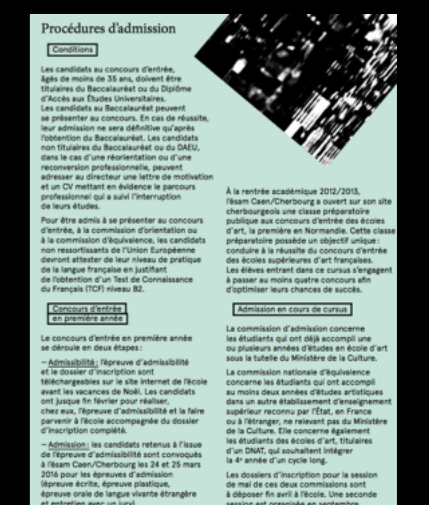 Procédures d'admission
Conditions
Les candidats au concours d'entrée,
âgés de moins de 35 ans, doivent être
titulaires du Baccalauréat ou du Diplôme
d'Accès aux Études Universitaires.
Les candidats au Baccalauréat peuvent
se présenter au concours. En cas de réussite,
leur admission ne sera définitive qu'après
l'obtention du Baccalauréat. Les candidats
non titulaires du Baccalauréat ou du DAEU,
dans le cas d'une réorientation ou d'une
reconversion professionnelle, peuvent
adresser au directeur une lettre de motivation
et un CV mettant en évidence le parcours
professionnel qui a suivi l'interruption
de leurs études.
Pour être admis à se présenter au concours
d'entrée, à la commission d'orientation ou
à la commission d'équivalence, les candidats
non ressortissants de l'Union Européenne
devront attester de leur niveau de pratique
de la langue française en justifiant
de l'obtention d'un Test de Connaissance
du Français (TCF) niveau B2.
Concours d'entrée
en première année
Le concours d'entrée en première année
se déroule en deux étapes :
– Admissibilité : l'épreuve d'admissibilité
et le dossier d'inscription sont
téléchargeables sur le site internet de l'école
avant les vacances de Noël. Les candidats
ont jusque fin février pour réaliser,
chez eux, l'épreuve d'admissibilité et la faire
parvenir à l'école accompagnée du dossier
d'inscription complété.
– Admission : les candidats retenus à l'issue
de l'épreuve d'admissibilité sont convoqués
à l'ésam Caen/Cherbourg les 24 et 25 mars
2016 pour les épreuves d'admission
(épreuve écrite, épreuve plastique,
épreuve orale de langue vivante étrangère
et entretien avec un jury).
À la rentrée académique 2012/2013,
l'ésam Caen/Cherbourg a ouvert sur son site
cherbourgeois une classe préparatoire
publique aux concours d'entrée des écoles
d'art, la première en Normandie. Cette classe
préparatoire possède un objectif unique :
conduire à la réussite du concours d'entrée
des écoles supérieures d'art françaises.
Les élèves entrant dans ce cursus s'engagent
à passer au moins quatre concours afin
d'optimiser leurs chances de succès.
Admission en cours de cursus
La commission d'admission concerne
les étudiants qui ont déjà accompli une
ou plusieurs années d'études en école d'art
sous la tutelle du Ministère de la Culture.
La commission nationale d'équivalence
concerne les étudiants qui ont accompli
au moins deux années d'études artistiques
dans un autre établissement d'enseignement
supérieur reconnu par l'État, en France
ou à l'étranger, ne relevant pas du Ministère
de la Culture. Elle concerne également
les étudiants des écoles d'art, titulaires
d'un DNAT, qui souhaitent intégrer
la 4e année d'un cycle long.
Les dossiers d'inscription pour la session
de mai de ces deux commissions sont
à déposer fin avril à l'école. Une seconde
session est organisée en septembre